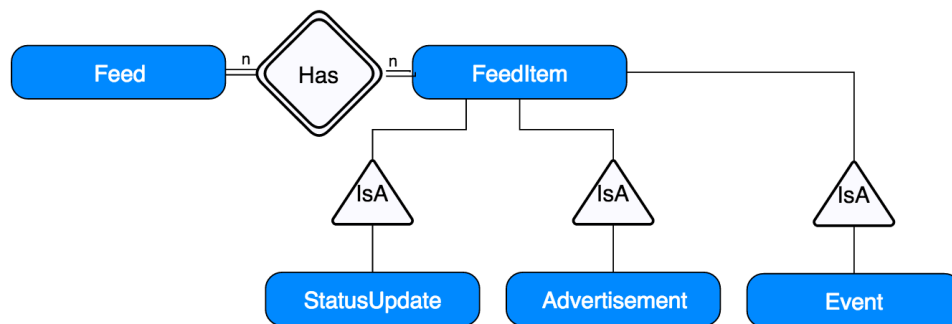 Feed
n
Has
n
FeedItem
IsA
IsA
IsA
StatusUpdate
Advertisement
Event